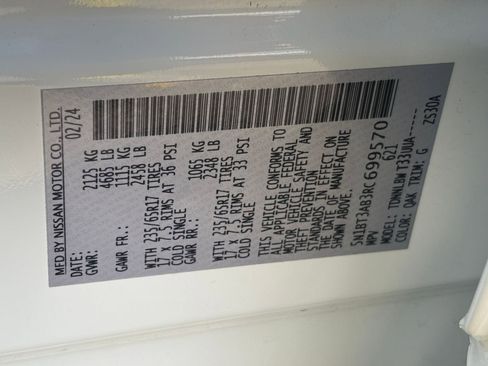 MFD BY NISSAN MOTOR CO., LTD.
DATE: 02/24
GVWR: 2125 KG
4685 LB
GAWR FR.: 1115 KG
2458 LB
WITH 235/65R17 TIRES
17 X 7.5 RIMS AT 36 PSI
COLD SINGLE
GAWR RR.: 1065 KG
2348 LB
WITH 235/65R17 TIRES
17 X 7.5 RIMS AT 33 PSI
COLD SINGLE
THIS VEHICLE CONFORMS TO
ALL APPLICABLE FEDERAL
MOTOR VEHICLE SAFETY AND
THEFT PREVENTION
STANDARDS IN EFFECT ON
THE DATE OF MANUFACTURE
SHOWN ABOVE.
5N1BT3AB3RC699570
MPV 621
MODEL: TDNNLBW T33UUA-----
COLOR: QAK TRIM: G ZS30A